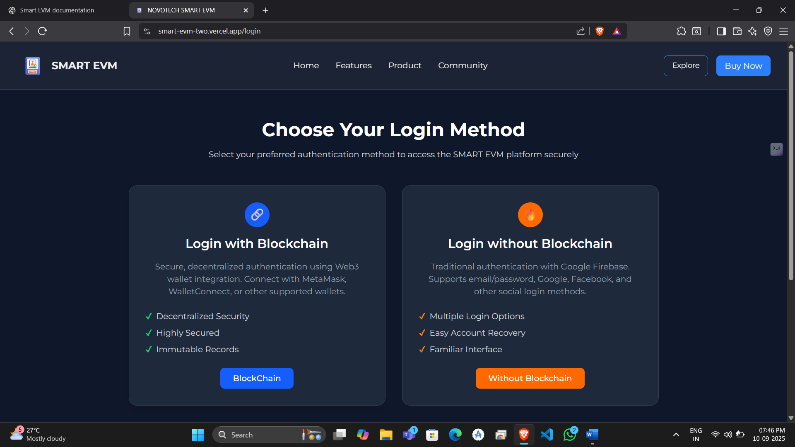 Smart EVM documentation
NOVOTECH SMART EVM
smart-evm-two.vercel.app/login
SMART EVM
Home Features Product Community
Explore
Buy Now
Choose Your Login Method
Select your preferred authentication method to access the SMART EVM platform securely
Login with Blockchain
Secure, decentralized authentication using Web3
wallet integration. Connect with MetaMask,
WalletConnect, or other supported wallets.
✓ Decentralized Security
✓ Highly Secured
✓ Immutable Records
BlockChain
Login without Blockchain
Traditional authentication with Google Firebase.
Supports email/password, Google, Facebook, and
other social login methods.
✓ Multiple Login Options
✓ Easy Account Recovery
✓ Familiar Interface
Without Blockchain
27°C
Mostly cloudy
Search
ENG
IN
07:46 PM
10-09-2025